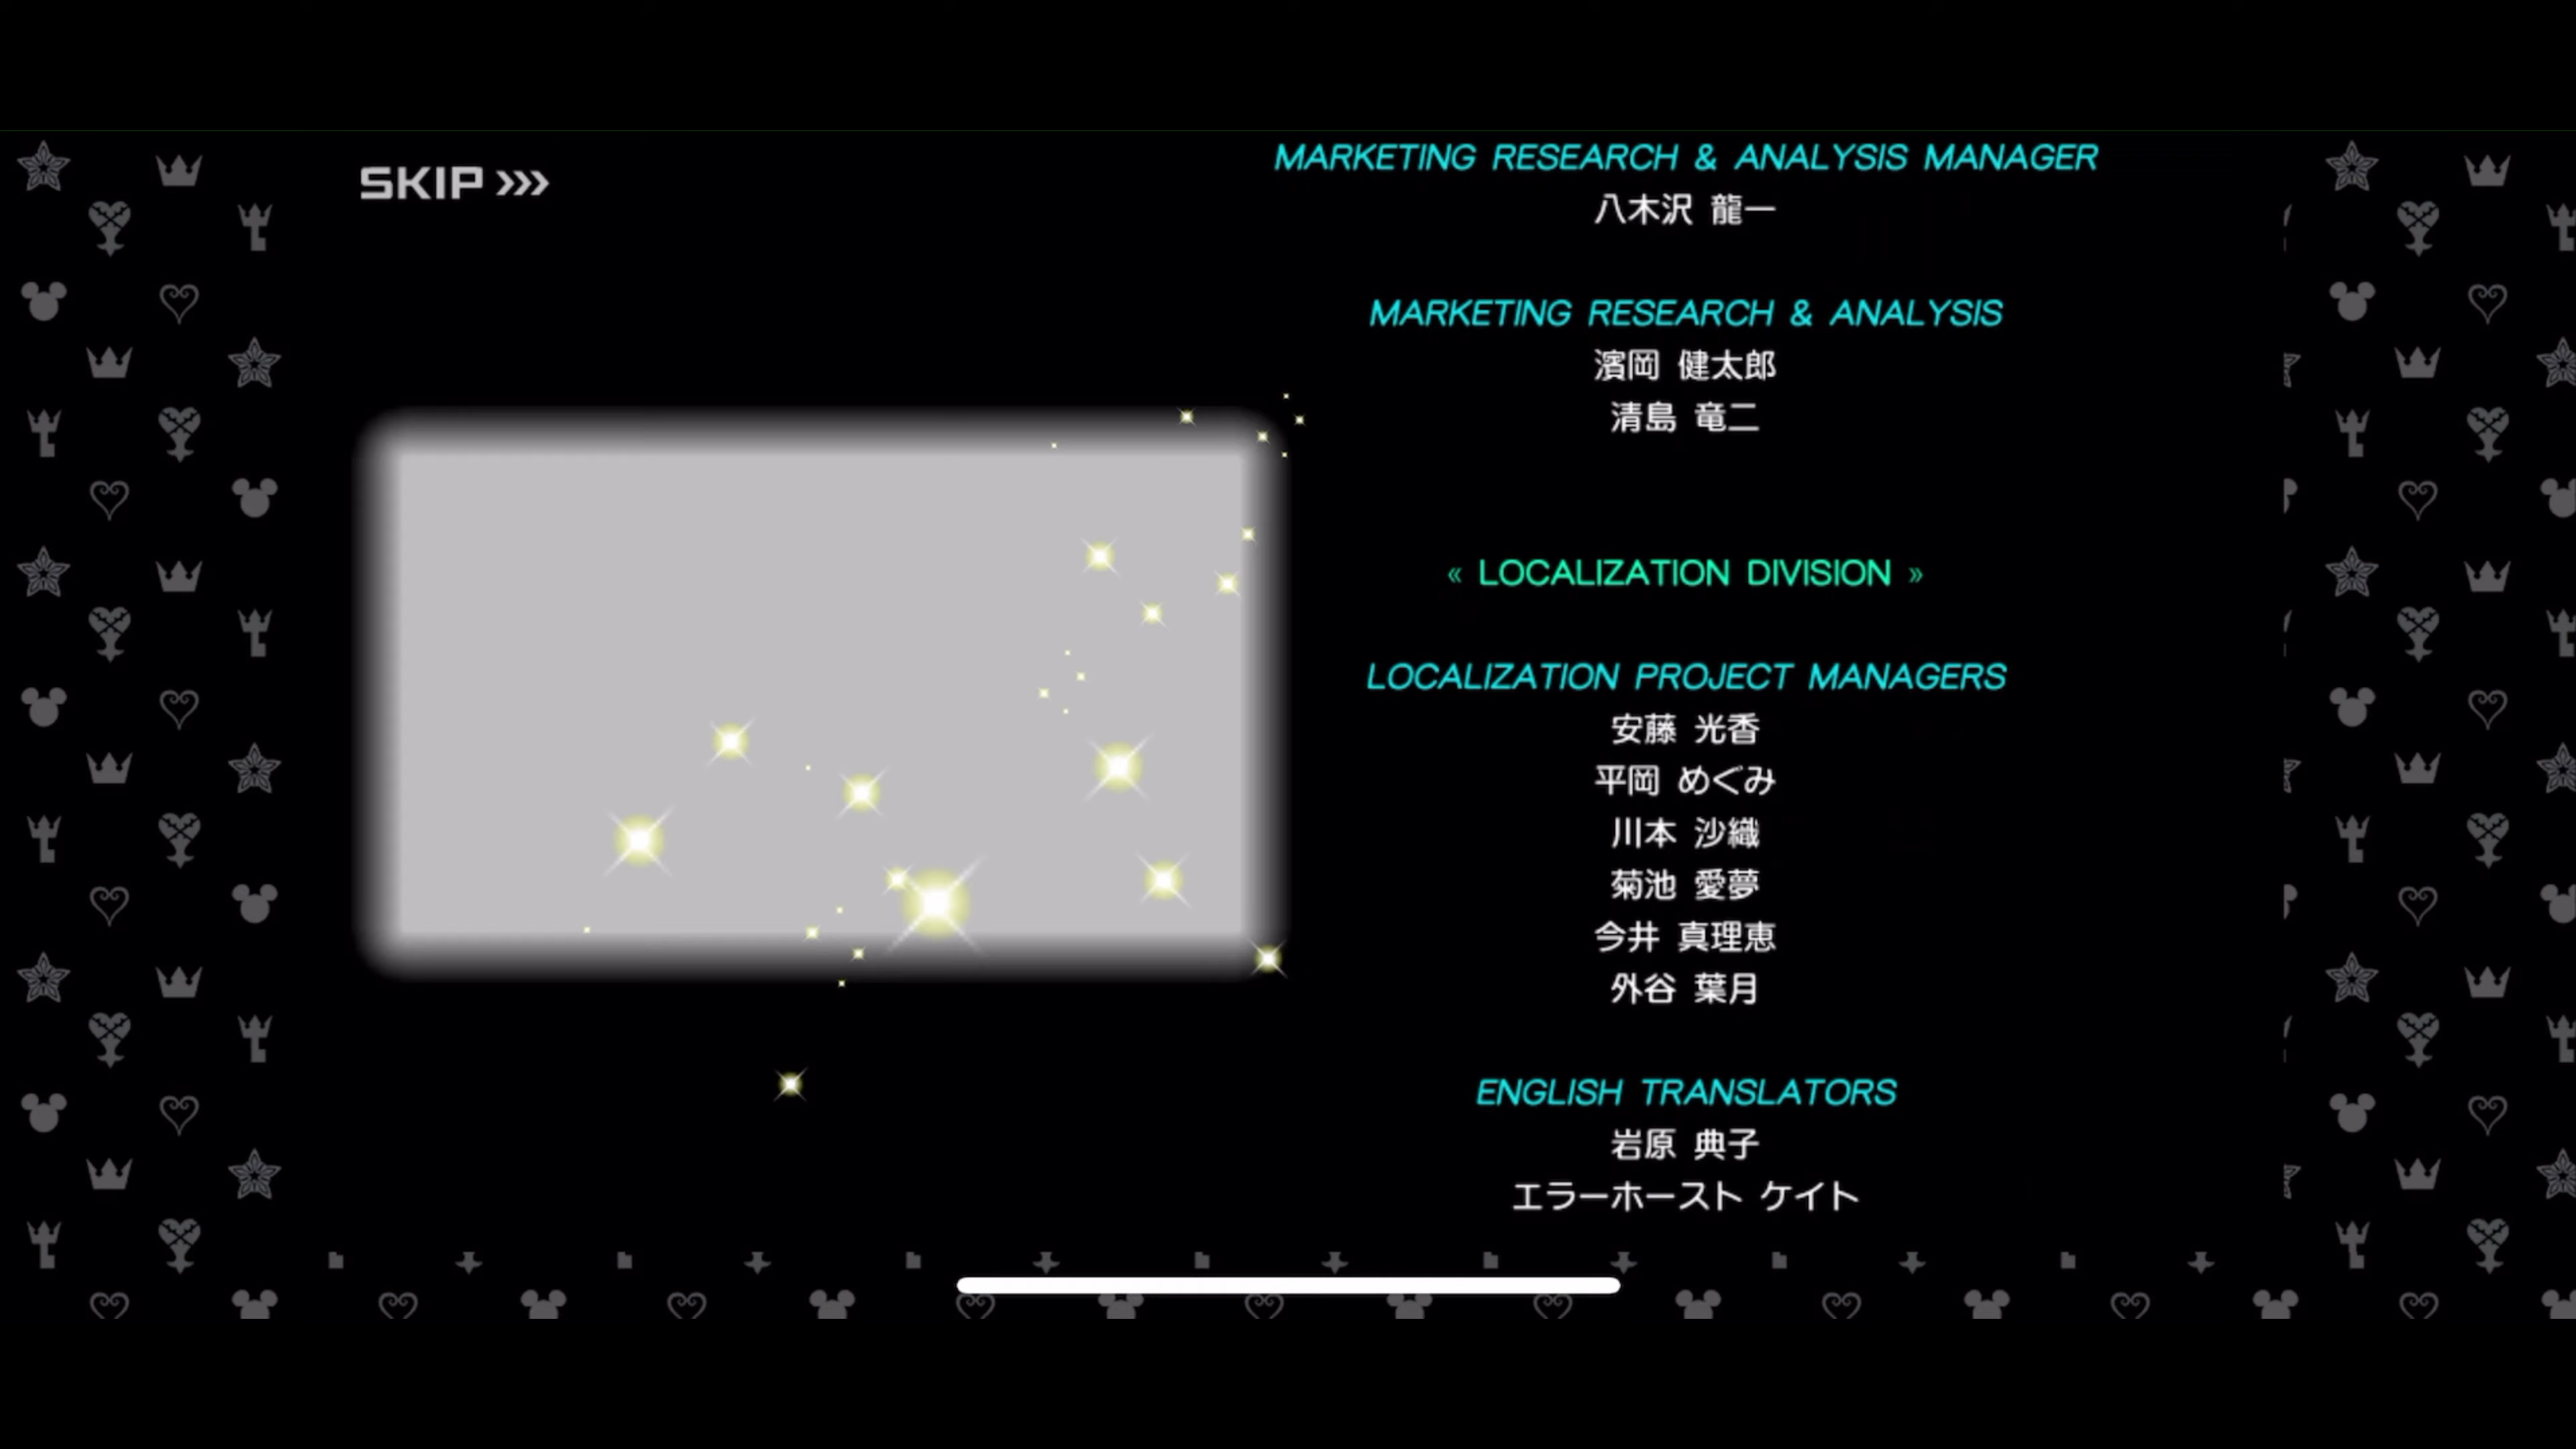 SKIP >>>
MARKETING RESEARCH & ANALYSIS MANAGER
八木沢 龍一
MARKETING RESEARCH & ANALYSIS
濱岡 健太郎
清島 竜二
« LOCALIZATION DIVISION »
LOCALIZATION PROJECT MANAGERS
安藤 光香
平岡 めぐみ
川本 沙織
菊池 愛夢
今井 真理恵
外谷 葉月
ENGLISH TRANSLATORS
岩原 典子
エラーホースト ケイト